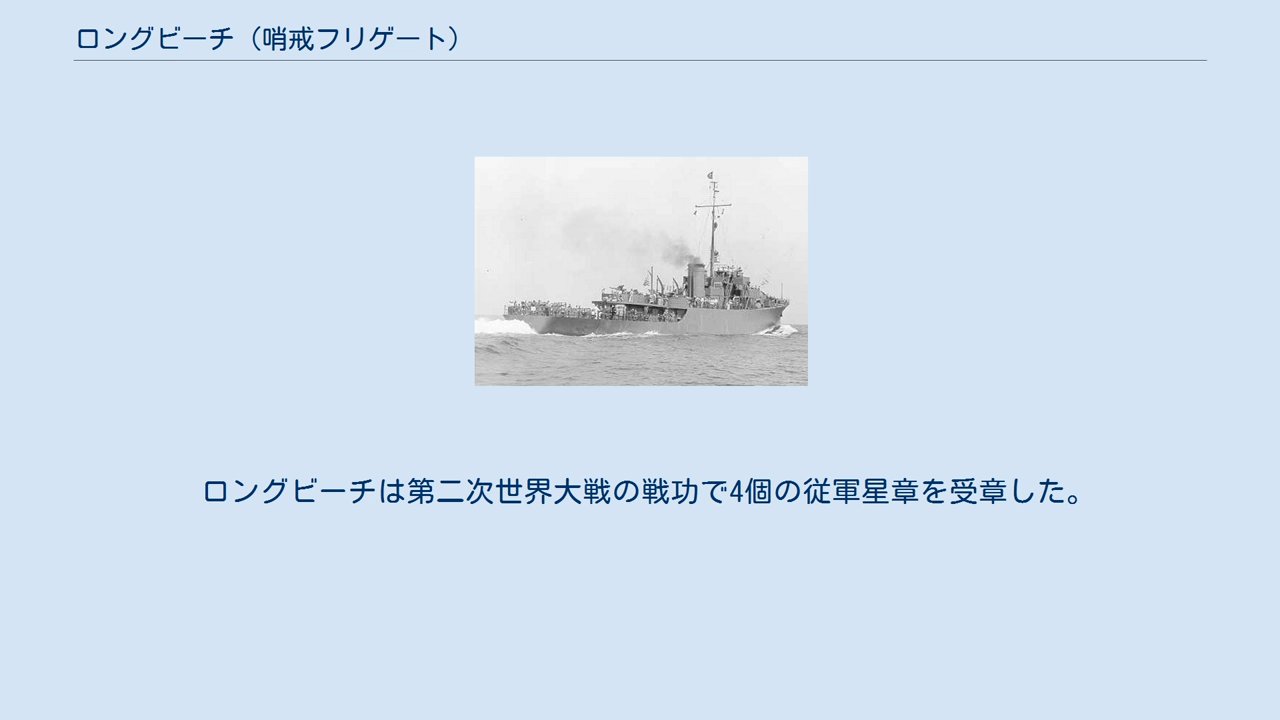 ロングビーチ（哨戒フリゲート）
ロングビーチは第二次世界大戦の戦功で4個の従軍星章を受章した。